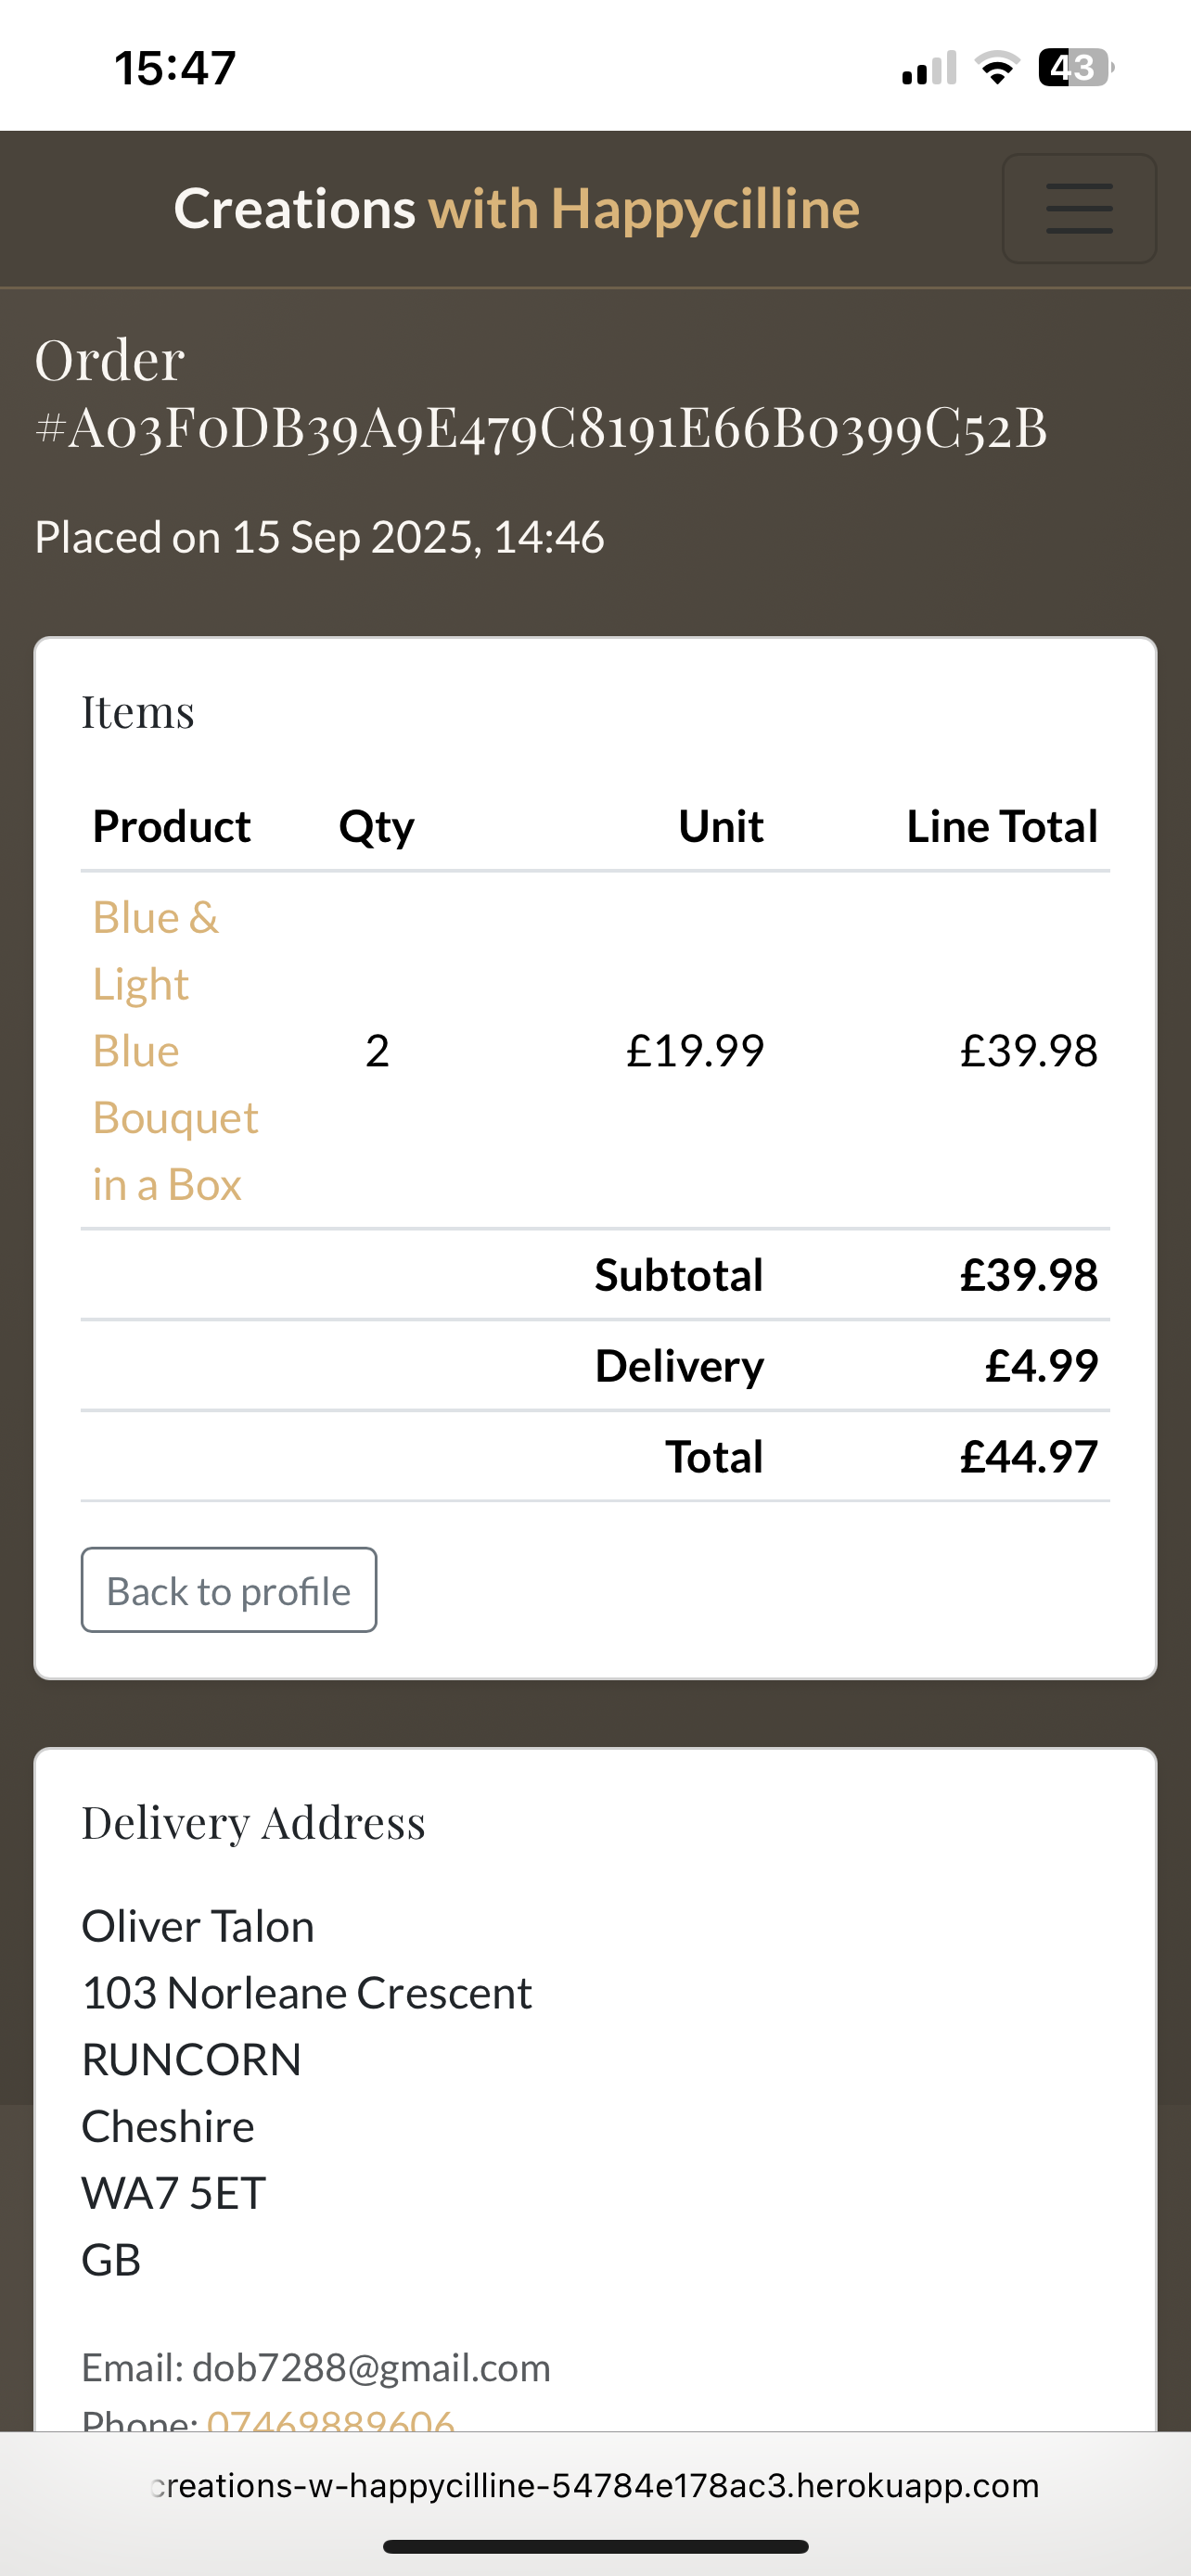 15:47
43
Creations with Happycilline
Order
#A03F0DB39A9E479C8191E66B0399C52B
Placed on 15 Sep 2025, 14:46
Items
Product Qty Unit Line Total
Blue &
Light
Blue 2 £19.99 £39.98
Bouquet
in a Box
Subtotal £39.98
Delivery £4.99
Total £44.97
Back to profile
Delivery Address
Oliver Talon
103 Norleane Crescent
RUNCORN
Cheshire
WA7 5ET
GB
Email: dob7288@gmail.com
Phone: 07469889606
creations-w-happycilline-54784e178ac3.herokuapp.com